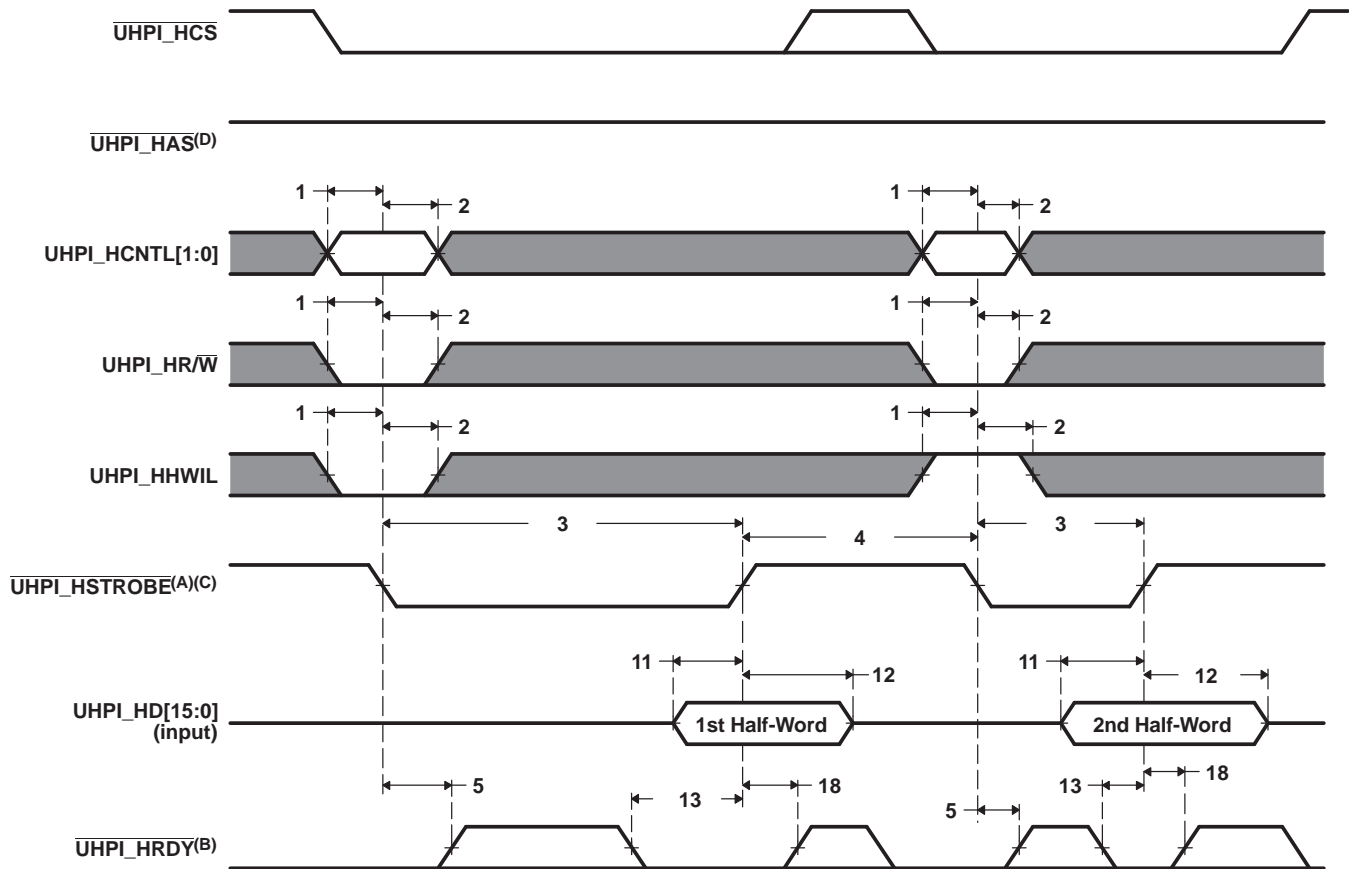 UHPI_HCS
UHPI_HAS(D)
1
2
1
2
UHPI_HCNTL[1:0]
1
2
1
2
UHPI_HR/W
1
2
1
2
UHPI_HHWIL
3
4
3
UHPI_HSTROBE(A)(C)
11
12
11
12
UHPI_HD[15:0]
(input)
1st Half-Word
2nd Half-Word
5
13
18
5
13
18
UHPI_HRDY(B)